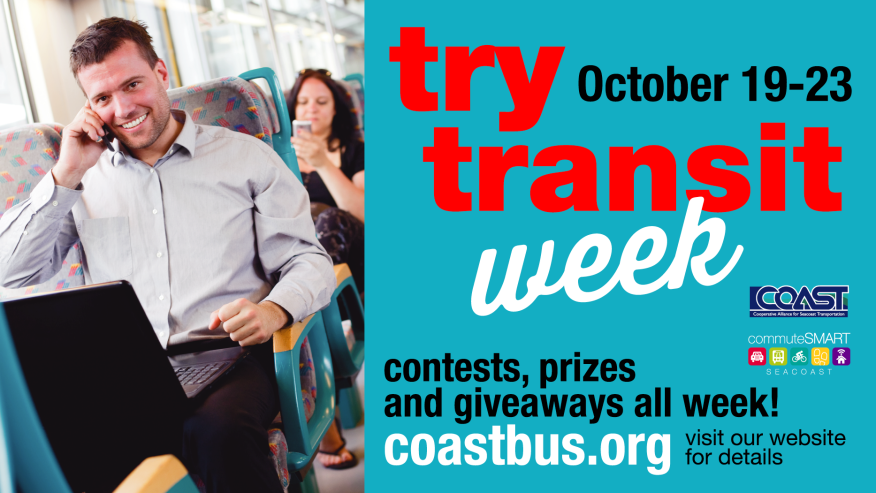 try
October 19-23
transit
week
COAST
Cooperative Alliance for Seacoast Transportation
commuteSMART
SEACOAST
contests, prizes
and giveaways all week!
coastbus.org
visit our website
for details